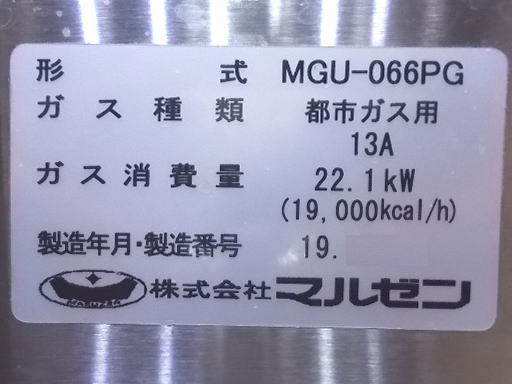 形式 MGU-066PG
ガス種類 都市ガス用
13A
ガス消費量 22.1kW
(19,000kcal/h)
製造年月・製造番号 19.
MARUZEN 株式会社マルゼン